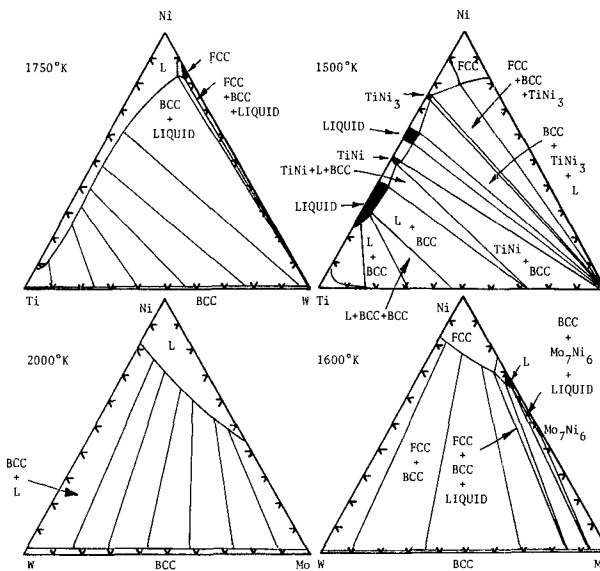 Ni
1750°K
L
FCC
FCC
+BCC
+LIQUID
BCC
+
LIQUID
Ti
BCC
W
Ni
1500°K
FCC
FCC
+BCC
+TiNi3
TiNi3
LIQUID
TiNi
TiNi+L+BCC
LIQUID
BCC
+
TiNi3
+
L
L
+
BCC
L
+
BCC
TiNi
+
BCC
Ti
L+BCC+BCC
Ni
2000°K
L
BCC
+
L
W
BCC
Mo
Ni
1600°K
FCC
L
BCC
+
Mo7Ni6
+
LIQUID
Mo7Ni6
FCC
+
BCC
FCC
+
BCC
+
LIQUID
W
BCC
M